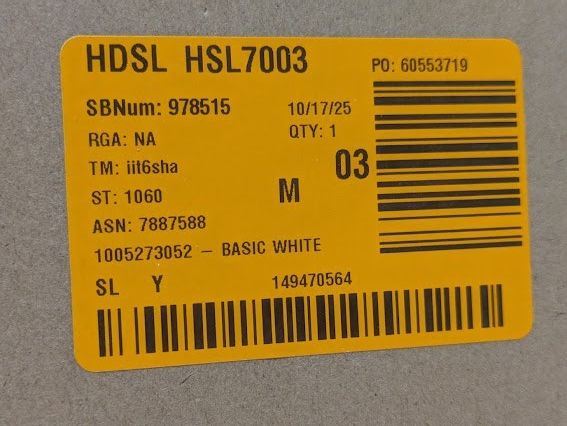 HDSL HSL7003
PO: 60553719
SBNum: 978515
10/17/25
RGA: NA
QTY: 1
TM: iit6sha
03
ST: 1060
M
ASN: 7887588
1005273052 – BASIC WHITE
SL Y
149470564